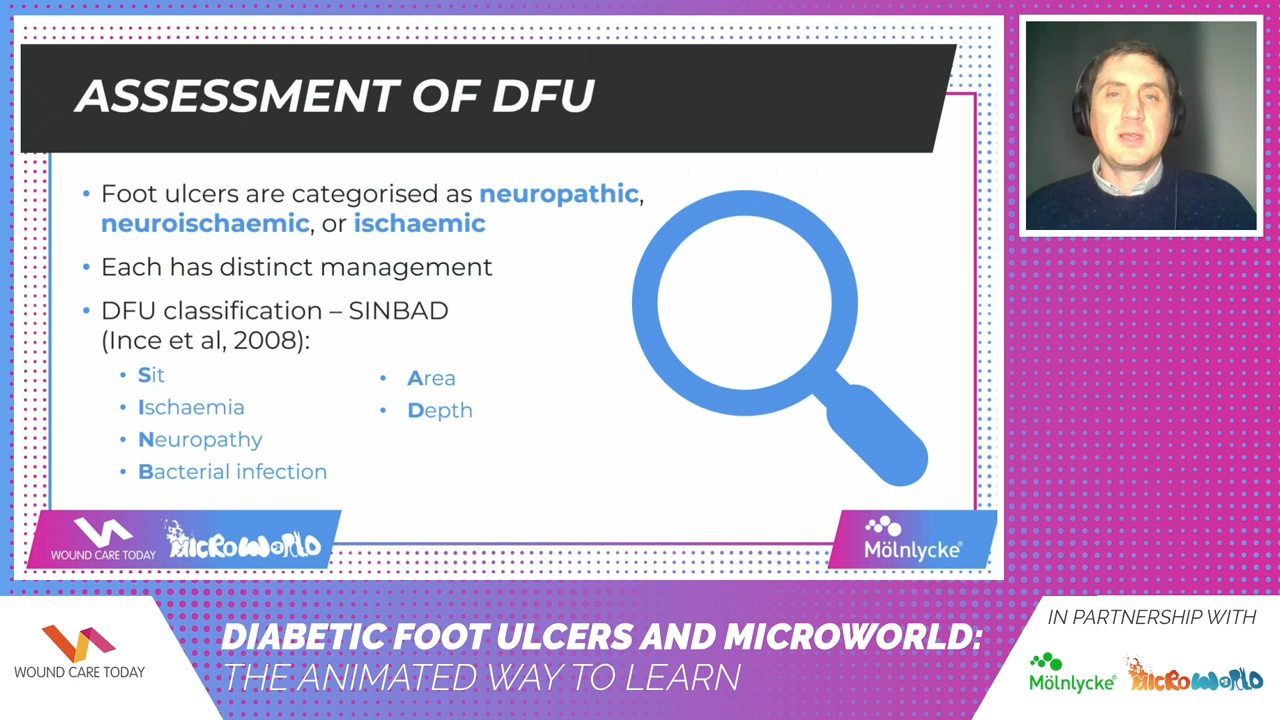 ASSESSMENT OF DFU
• Foot ulcers are categorised as neuropathic,
neuroischaemic, or ischaemic
• Each has distinct management
• DFU classification – SINBAD
(Ince et al, 2008):
• Sit
• Ischaemia
• Neuropathy
• Bacterial infection
• Area
• Depth
WOUND CARE TODAY
MICROWORLD
Mölnlycke®
WOUND CARE TODAY
DIABETIC FOOT ULCERS AND MICROWORLD:
THE ANIMATED WAY TO LEARN
IN PARTNERSHIP WITH
Mölnlycke®
MICROWORLD